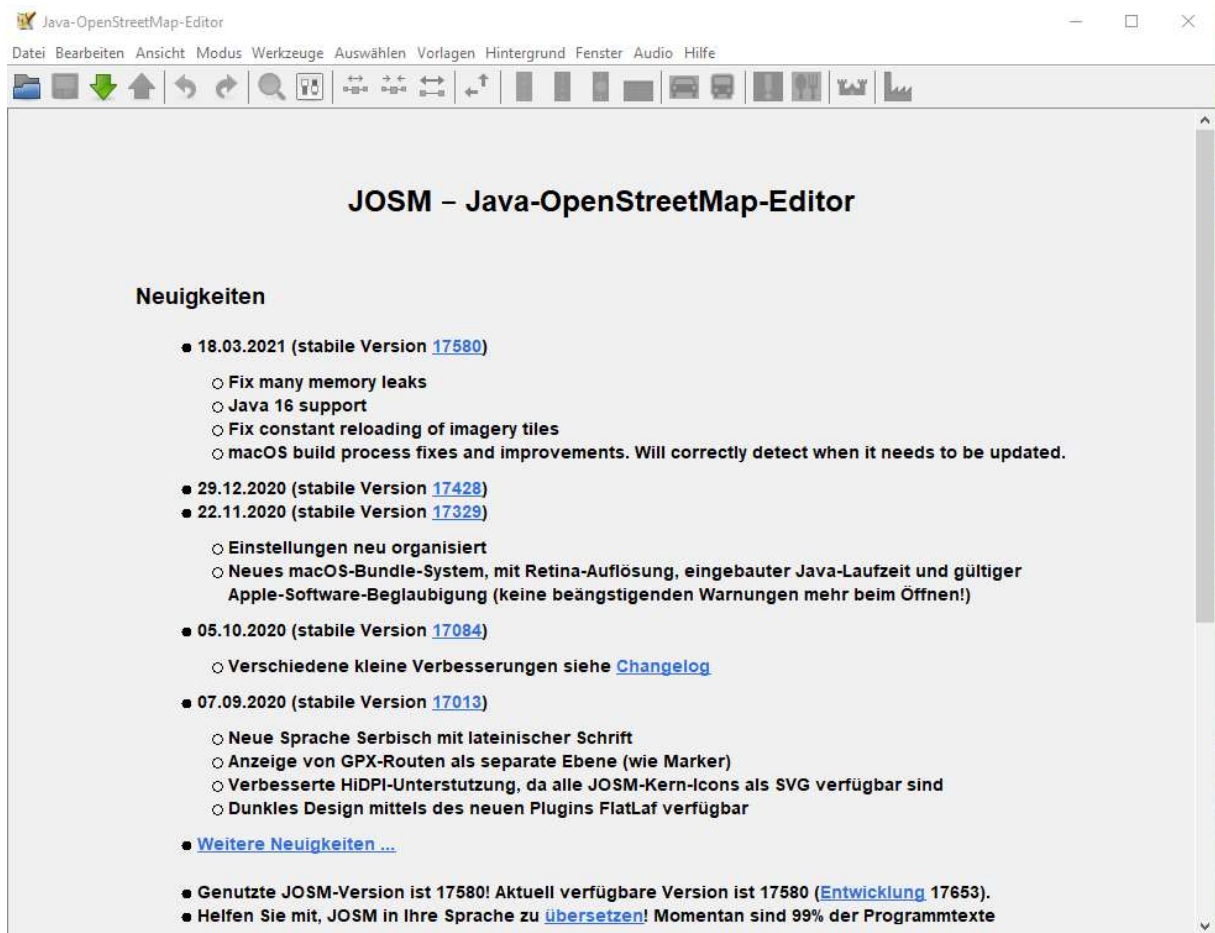 Java-OpenStreetMap-Editor
Datei Bearbeiten Ansicht Modus Werkzeuge Auswählen Vorlagen Hintergrund Fenster Audio Hilfe
JOSM – Java-OpenStreetMap-Editor
Neuigkeiten
18.03.2021 (stabile Version 17580)
Fix many memory leaks
Java 16 support
Fix constant reloading of imagery tiles
macOS build process fixes and improvements. Will correctly detect when it needs to be updated.
29.12.2020 (stabile Version 17428)
22.11.2020 (stabile Version 17329)
Einstellungen neu organisiert
Neues macOS-Bundle-System, mit Retina-Auflösung, eingebauter Java-Laufzeit und gültiger
Apple-Software-Beglaubigung (keine beängstigenden Warnungen mehr beim Öffnen!)
05.10.2020 (stabile Version 17084)
Verschiedene kleine Verbesserungen siehe Changelog
07.09.2020 (stabile Version 17013)
Neue Sprache Serbisch mit lateinischer Schrift
Anzeige von GPX-Routen als separate Ebene (wie Marker)
Verbesserte HiDPI-Unterstutzung, da alle JOSM-Kern-Icons als SVG verfügbar sind
Dunkles Design mittels des neuen Plugins FlatLaf verfügbar
Weitere Neuigkeiten ...
Genutzte JOSM-Version ist 17580! Aktuell verfügbare Version ist 17580 (Entwicklung 17653).
Helfen Sie mit, JOSM in Ihre Sprache zu übersetzen! Momentan sind 99% der Programmtexte